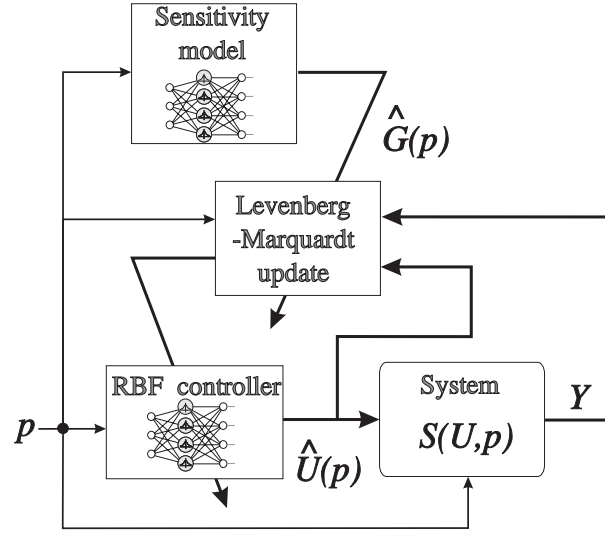 Sensitivity
model
Ĝ(p)
Levenberg
-Marquardt
update
RBF controller
System
S(U,p)
Y
p
Û(p)